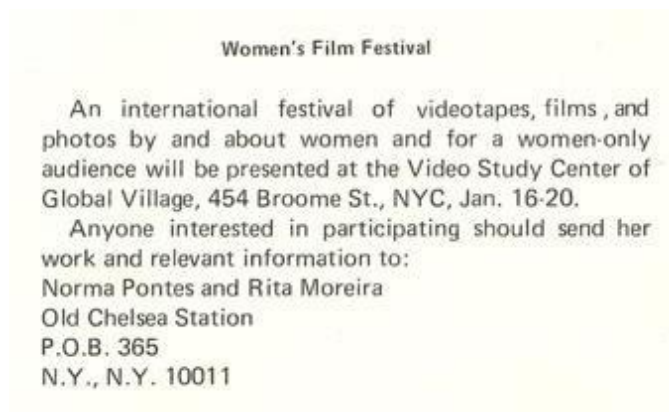 Women's Film Festival
An international festival of videotapes, films , and
photos by and about women and for a women-only
audience will be presented at the Video Study Center of
Global Village, 454 Broome St., NYC, Jan. 16-20.
Anyone interested in participating should send her
work and relevant information to:
Norma Pontes and Rita Moreira
Old Chelsea Station
P.O.B. 365
N.Y., N.Y. 10011